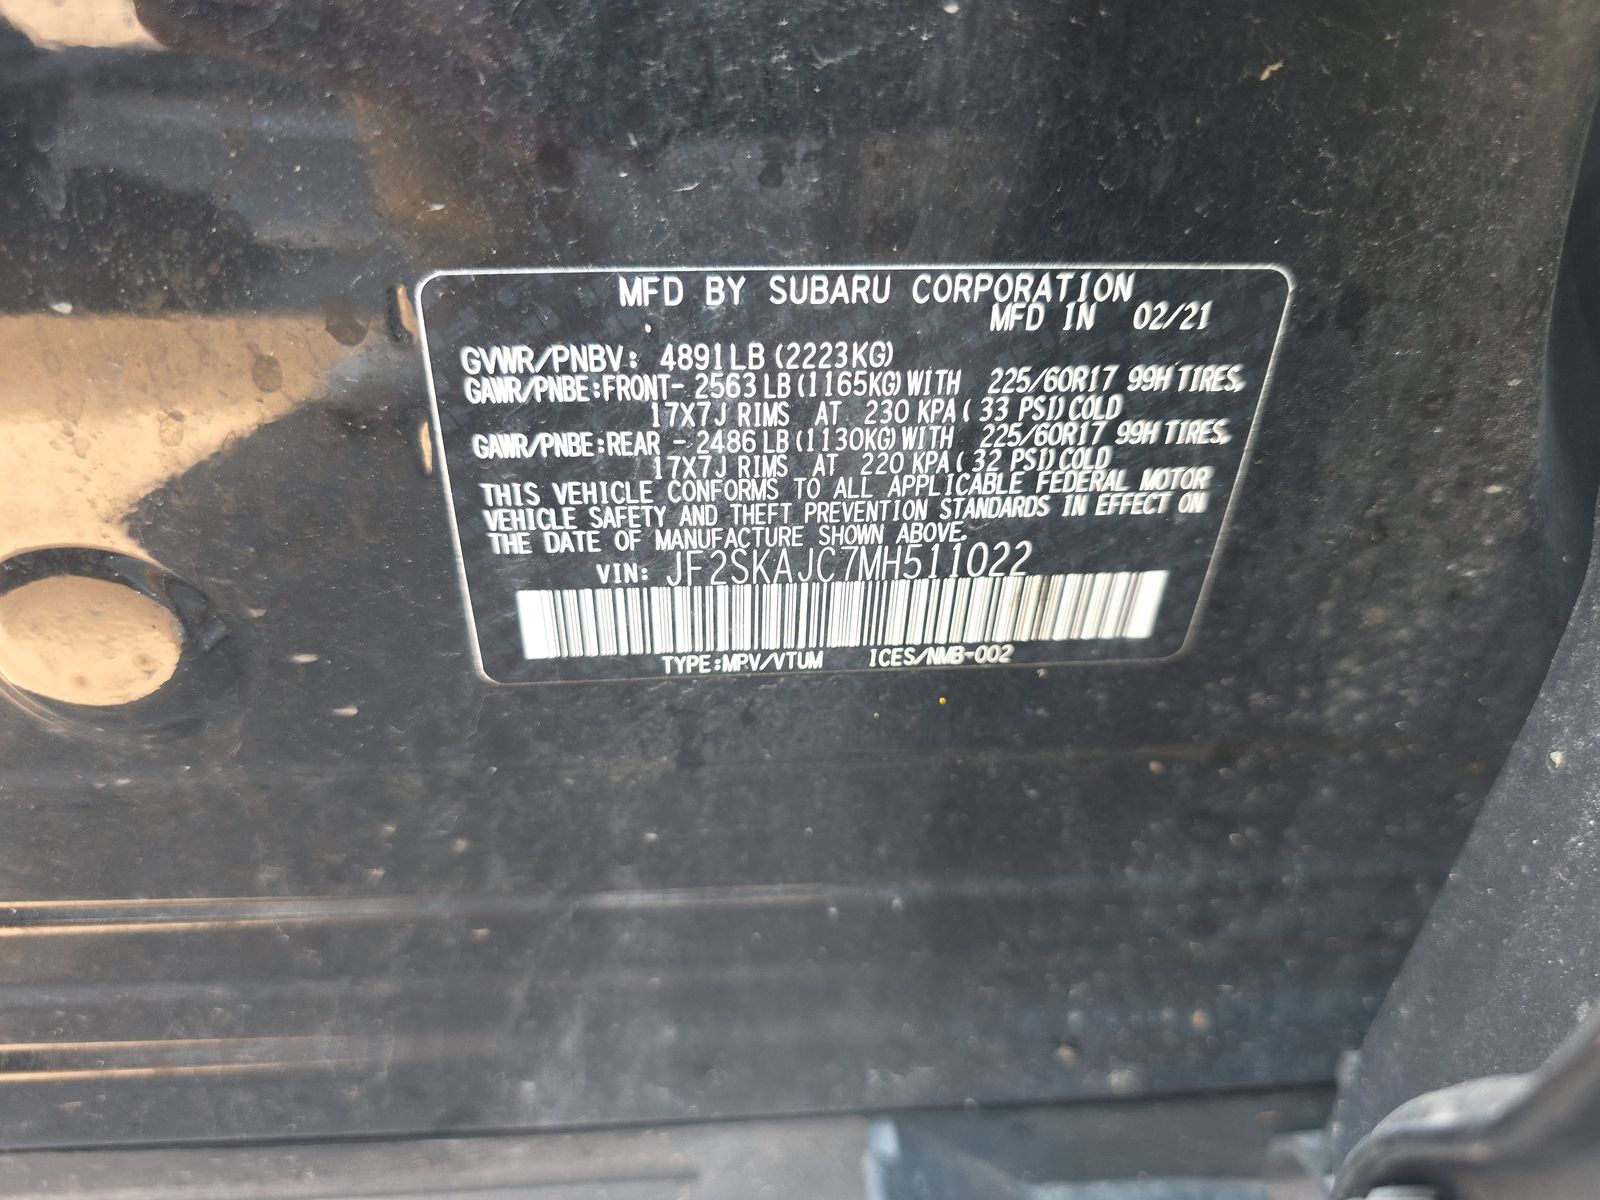 MFD BY SUBARU CORPORATION
MFD IN 02/21
GVWR/PNBV: 4891LB (2223KG)
GAWR/PNBE:FRONT- 2563LB (1165KG) WITH 225/60R17 99H TIRES,
17X7J RIMS AT 230 KPA( 33 PSI) COLD
GAWR/PNBE:REAR - 2486LB (1130KG) WITH 225/60R17 99H TIRES,
17X7J RIMS AT 220 KPA( 32 PSI) COLD
THIS VEHICLE CONFORMS TO ALL APPLICABLE FEDERAL MOTOR
VEHICLE SAFETY AND THEFT PREVENTION STANDARDS IN EFFECT ON
THE DATE OF MANUFACTURE SHOWN ABOVE.
VIN: JF2SKAJC7MH511022
TYPE:MPV/VTUM ICES/NMB-002